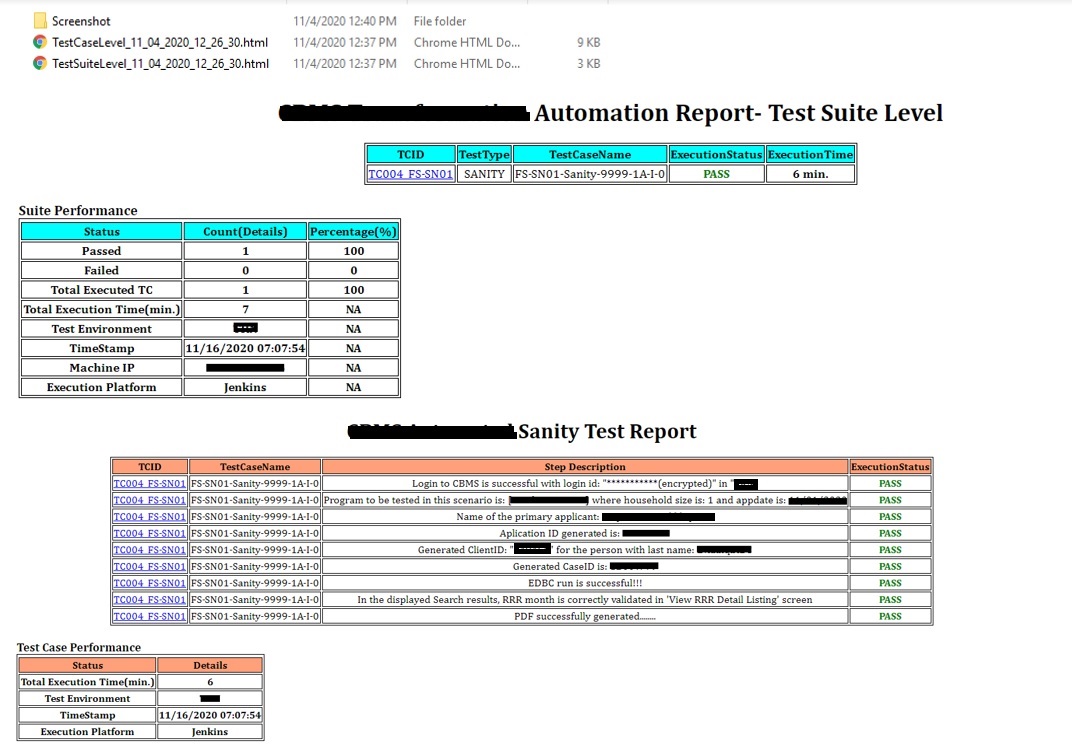 Screenshot 11/4/2020 12:40 PM File folder
TestCaseLevel_11_04_2020_12_26_30.html 11/4/2020 12:37 PM Chrome HTML Do... 9 KB
TestSuiteLevel_11_04_2020_12_26_30.html 11/4/2020 12:37 PM Chrome HTML Do... 3 KB
Automation Report- Test Suite Level
TCID TestType TestCaseName ExecutionStatus ExecutionTime
TC004_FS-SN01 SANITY FS-SN01-Sanity-9999-1A-I-0 PASS 6 min.
Suite Performance
Status Count(Details) Percentage(%)
Passed 1 100
Failed 0 0
Total Executed TC 1 100
Total Execution Time(min.) 7 NA
Test Environment NA
TimeStamp 11/16/2020 07:07:54 NA
Machine IP NA
Execution Platform Jenkins NA
Sanity Test Report
TCID TestCaseName Step Description ExecutionStatus
TC004_FS-SN01 FS-SN01-Sanity-9999-1A-I-0 Login to CBMS is successful with login id: "***********(encrypted)" in " PASS
TC004_FS-SN01 FS-SN01-Sanity-9999-1A-I-0 Program to be tested in this scenario is: [ ] where household size is: 1 and appdate is: PASS
TC004_FS-SN01 FS-SN01-Sanity-9999-1A-I-0 Name of the primary applicant: PASS
TC004_FS-SN01 FS-SN01-Sanity-9999-1A-I-0 Aplication ID generated is: PASS
TC004_FS-SN01 FS-SN01-Sanity-9999-1A-I-0 Generated ClientID: " ' for the person with last name: PASS
TC004_FS-SN01 FS-SN01-Sanity-9999-1A-I-0 Generated CaseID is: PASS
TC004_FS-SN01 FS-SN01-Sanity-9999-1A-I-0 EDBC run is successful!!! PASS
TC004_FS-SN01 FS-SN01-Sanity-9999-1A-I-0 In the displayed Search results, RRR month is correctly validated in 'View RRR Detail Listing' screen PASS
TC004_FS-SN01 FS-SN01-Sanity-9999-1A-I-0 PDF successfully generated....... PASS
Test Case Performance
Status Details
Total Execution Time(min.) 6
Test Environment
TimeStamp 11/16/2020 07:07:54
Execution Platform Jenkins